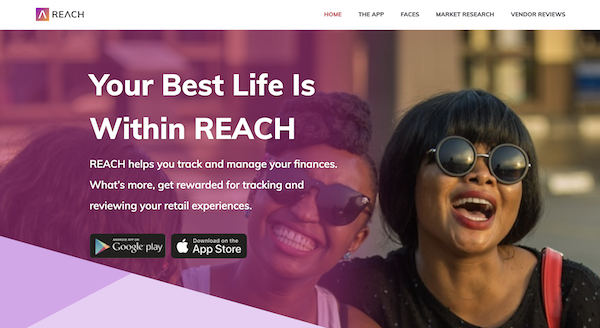 REACH
HOME
THE APP
FACES
MARKET RESEARCH
VENDOR REVIEWS
Your Best Life Is
Within REACH
REACH helps you track and manage your finances.
What's more, get rewarded for tracking and
reviewing your retail experiences.
ANDROID APP ON
Google play
Download on the
App Store